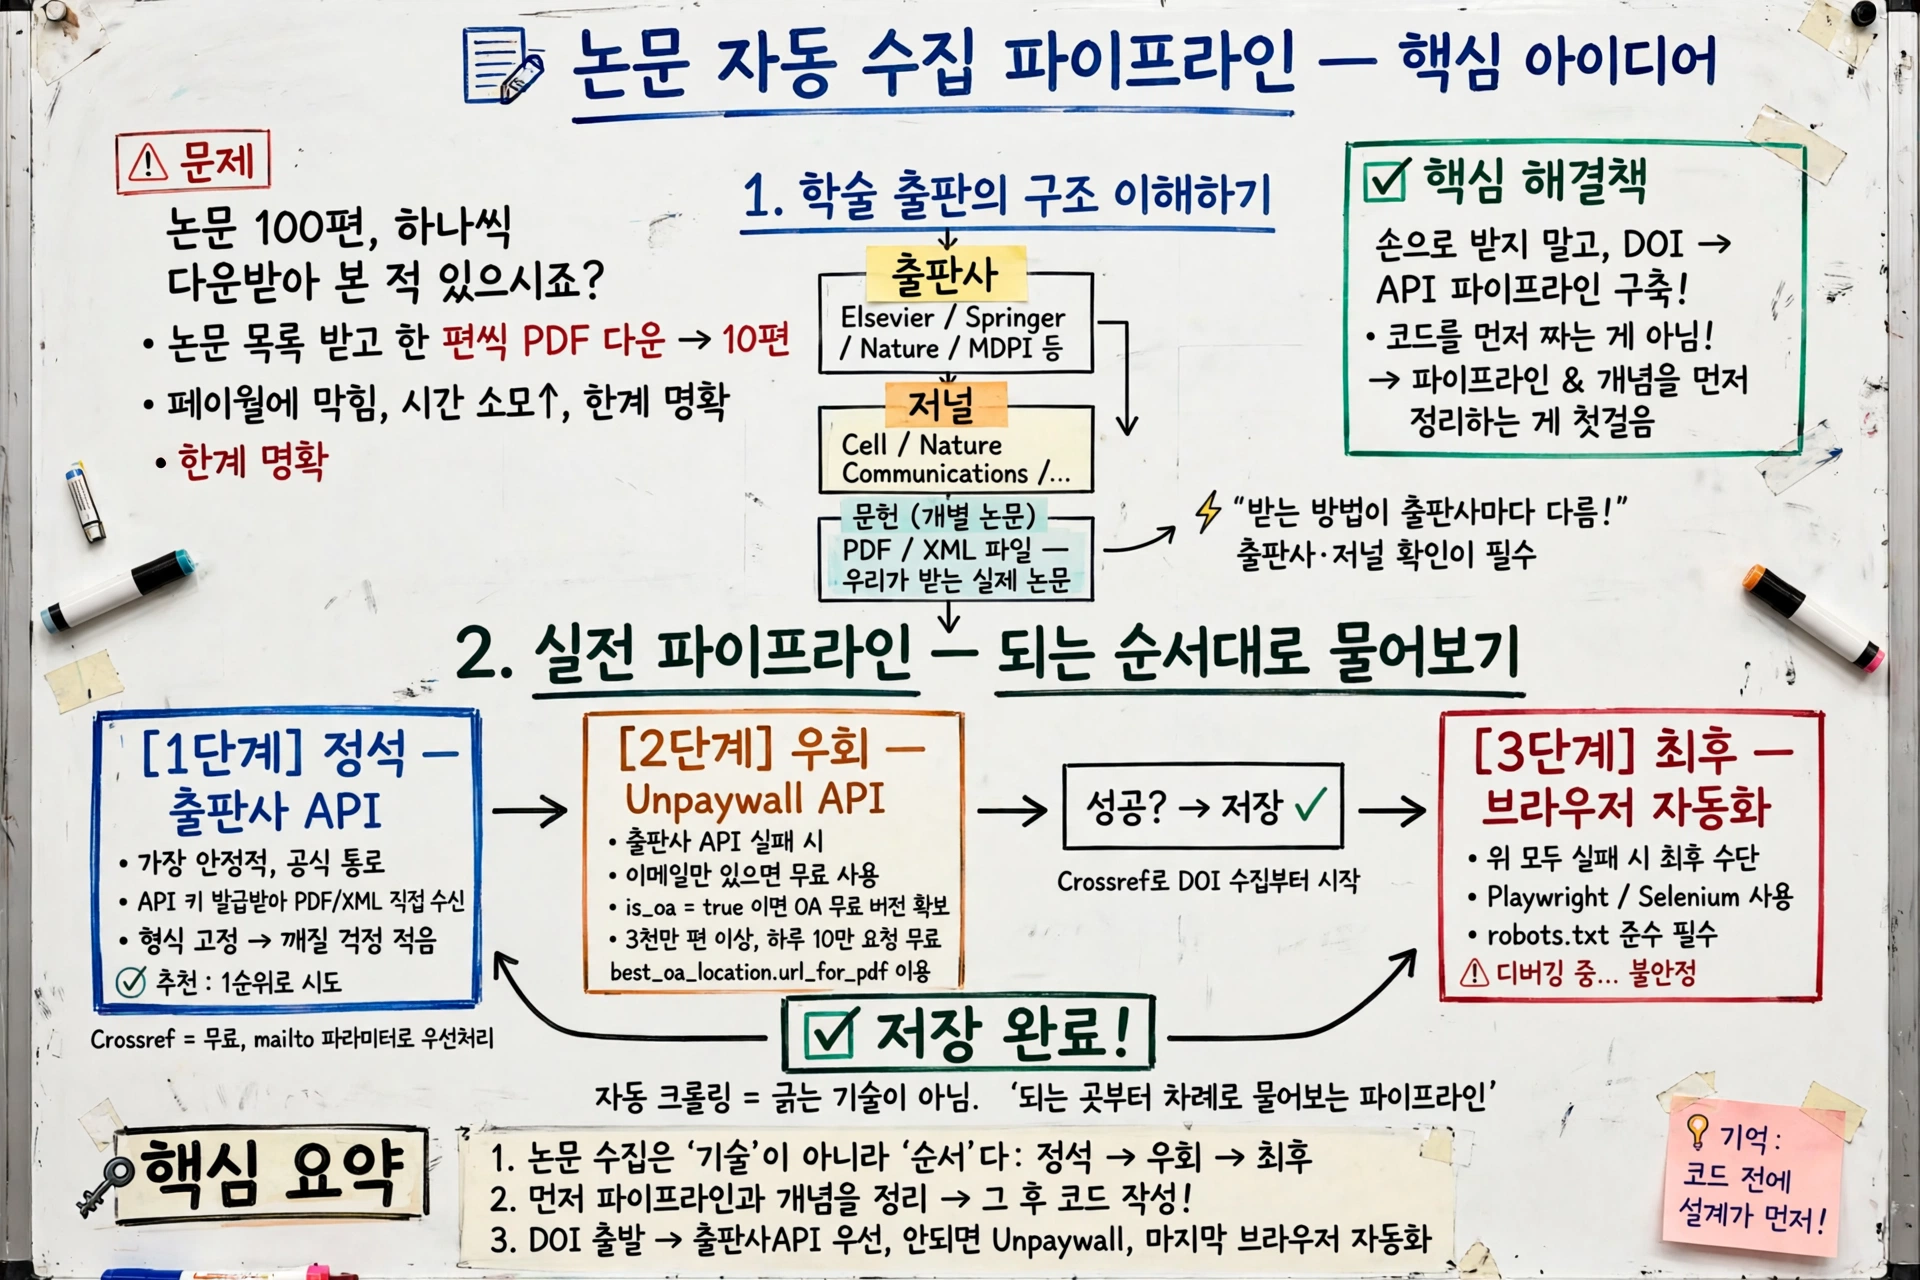 논문 자동 수집 파이프라인 — 핵심 아이디어
문제
논문 100편, 하나씩
다운받아 본 적 있으시죠?
• 논문 목록 받고 한 편씩 PDF 다운 → 10편
• 페이월에 막힘, 시간 소모↑, 한계 명확
• 한계 명확
1. 학술 출판의 구조 이해하기
출판사
Elsevier / Springer
/ Nature / MDPI 등
저널
Cell / Nature
Communications /...
문헌 (개별 논문)
PDF / XML 파일 —
우리가 받는 실제 논문
핵심 해결책
손으로 받지 말고, DOI →
API 파이프라인 구축!
• 코드를 먼저 짜는 게 아님!
→ 파이프라인 & 개념을 먼저
정리하는 게 첫걸음
“받는 방법이 출판사마다 다름!”
출판사·저널 확인이 필수
2. 실전 파이프라인 — 되는 순서대로 물어보기
[1단계] 정석 —
출판사 API
• 가장 안정적, 공식 통로
• API 키 발급받아 PDF/XML 직접 수신
• 형식 고정 → 깨질 걱정 적음
추천 : 1순위로 시도
Crossref = 무료, mailto 파라미터로 우선처리
[2단계] 우회 —
Unpaywall API
• 출판사 API 실패 시
• 이메일만 있으면 무료 사용
• is_oa = true 이면 OA 무료 버전 확보
• 3천만 편 이상, 하루 10만 요청 무료
best_oa_location.url_for_pdf 이용
성공? → 저장 ✓
Crossref로 DOI 수집부터 시작
[3단계] 최후 —
브라우저 자동화
• 위 모두 실패 시 최후 수단
• Playwright / Selenium 사용
• robots.txt 준수 필수
디버깅 중... 불안정
저장 완료!
자동 크롤링 = 긁는 기술이 아님. ‘되는 곳부터 차례로 물어보는 파이프라인’
핵심 요약
1. 논문 수집은 ‘기술’이 아니라 ‘순서’다: 정석 → 우회 → 최후
2. 먼저 파이프라인과 개념을 정리 → 그 후 코드 작성!
3. DOI 출발 → 출판사API 우선, 안되면 Unpaywall, 마지막 브라우저 자동화
기억 :
코드 전에
설계가 먼저!